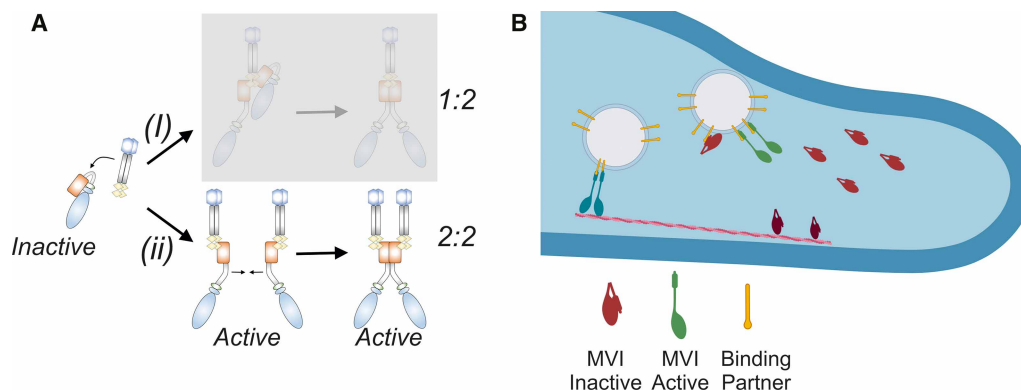 A
(I)
1:2
Inactive
(ii)
2:2
Active
Active
B
MVI
Inactive
MVI
Active
Binding
Partner